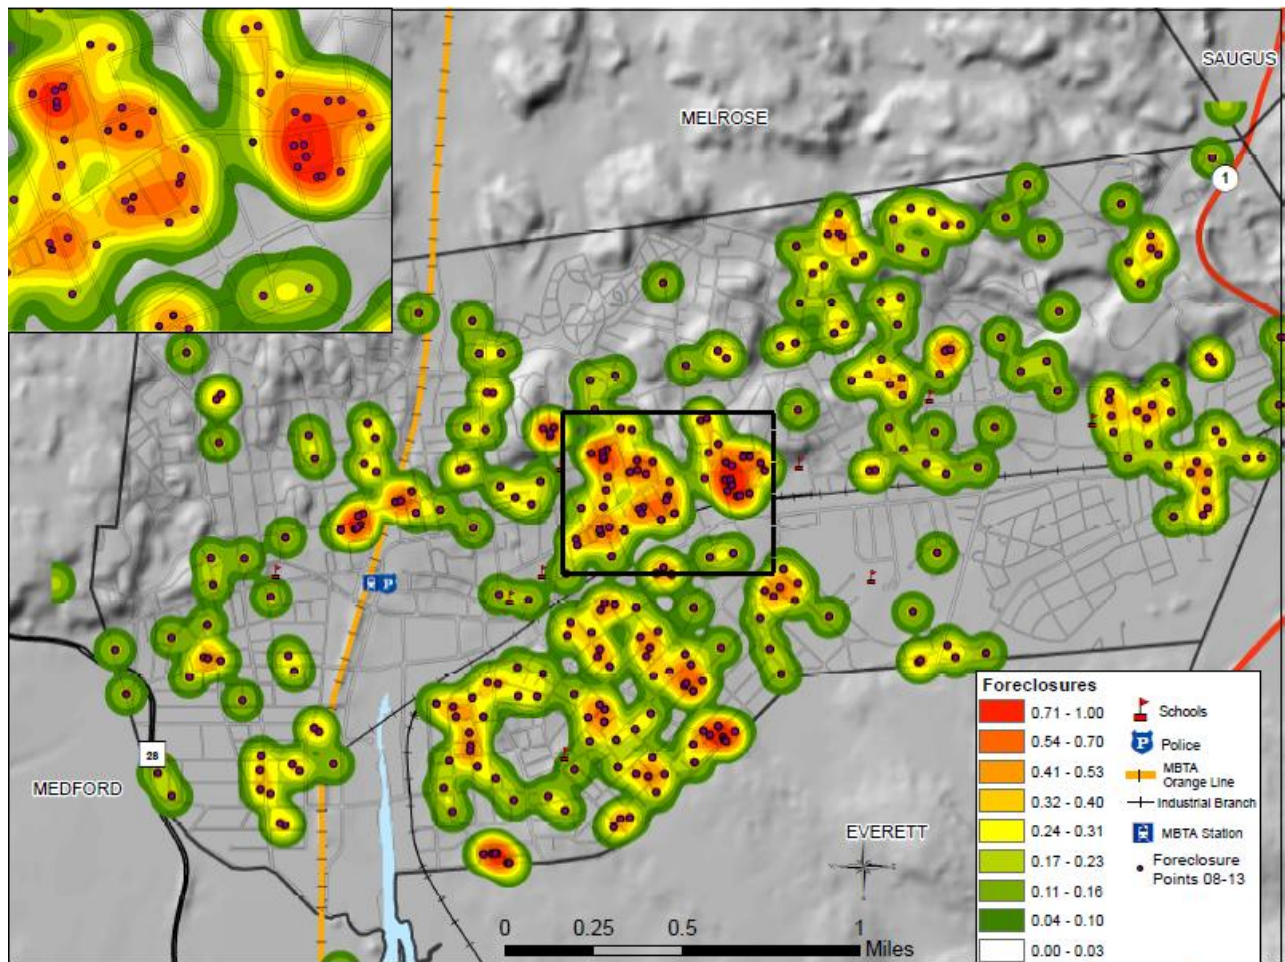 SAUGUS
MELROSE
1
28
MEDFORD
EVERETT
P
0 0.25 0.5 1
Miles
Foreclosures
0.71 - 1.00
0.54 - 0.70
0.41 - 0.53
0.32 - 0.40
0.24 - 0.31
0.17 - 0.23
0.11 - 0.16
0.04 - 0.10
0.00 - 0.03
Schools
P
Police
MBTA
Orange Line
Industrial Branch
MBTA Station
Foreclosure
Points 08-13